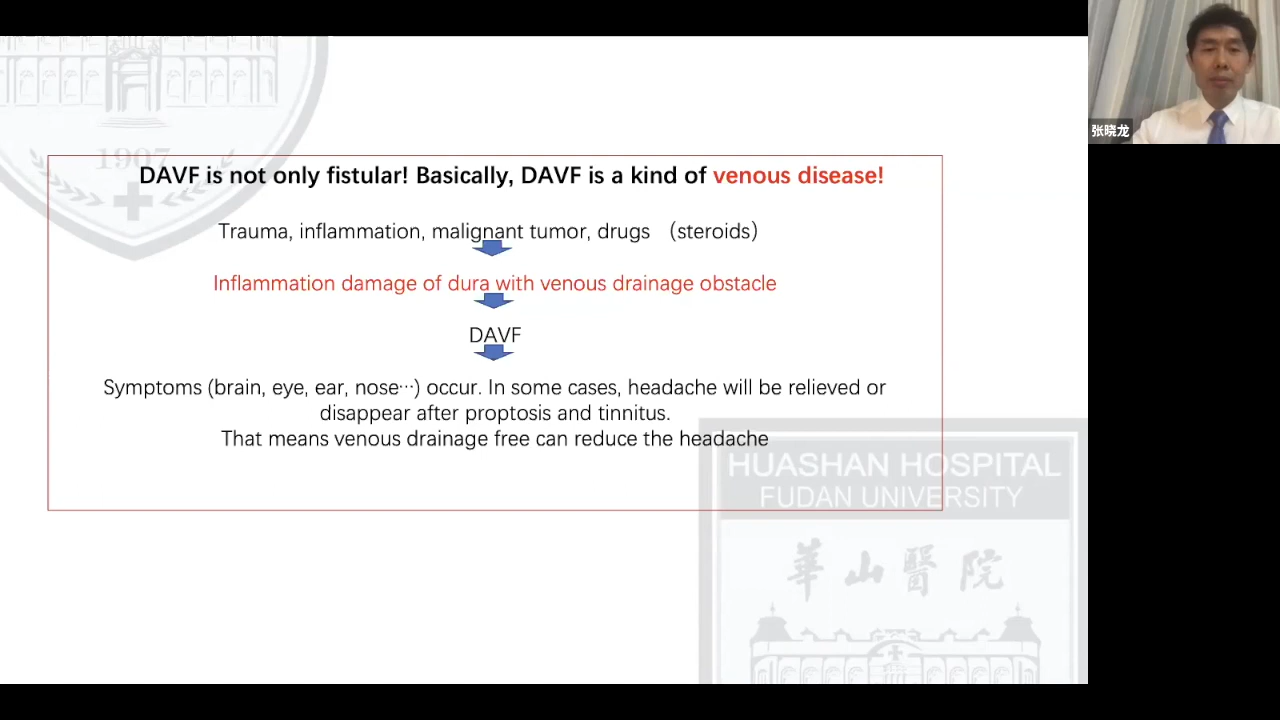 DAVF is not only fistular! Basically, DAVF is a kind of venous disease!
Trauma, inflammation, malignant tumor, drugs （steroids）
Inflammation damage of dura with venous drainage obstacle
DAVF
Symptoms (brain, eye, ear, nose…) occur. In some cases, headache will be relieved or
disappear after proptosis and tinnitus.
That means venous drainage free can reduce the headache
1907
HUASHAN HOSPITAL
FUDAN UNIVERSITY
華山醫院
张晓龙